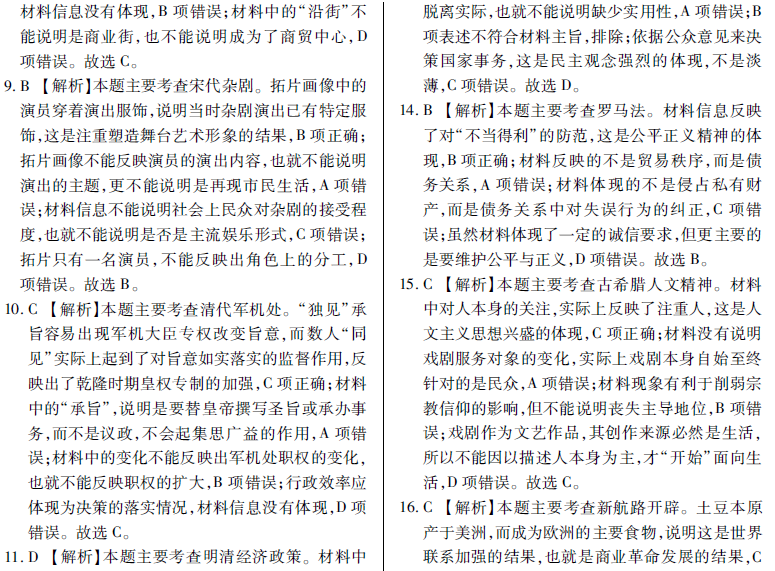 材料信息没有体现,B 项错误;材料中的“沿街”不
能说明是商业街,也不能说明成为了商贸中心,D
项错误。故选 C。
9. B 【解析】本题主要考查宋代杂剧。拓片画像中的
演员穿着演出服饰,说明当时杂剧演出已有特定服
饰,这是注重塑造舞台艺术形象的结果,B 项正确;
拓片画像不能反映演员的演出内容,也就不能说明
演出的主题,更不能说明是再现市民生活,A 项错
误;材料信息不能说明社会上民众对杂剧的接受程
度,也就不能说明是否是主流娱乐形式,C 项错误;
拓片只有一名演员,不能反映出角色上的分工,D
项错误。故选 B。
10. C 【解析】本题主要考查清代军机处。“独见”承
旨容易出现军机大臣专权改变旨意,而数人“同
见”实际上起到了对旨意如实落实的监督作用,反
映出了乾隆时期皇权专制的加强,C 项正确;材料
中的“承旨”,说明是要替皇帝撰写圣旨或承办事
务,而不是议政,不会起集思广益的作用,A 项错
误;材料中的变化不能反映出军机处职权的变化,
也就不能反映职权的扩大,B 项错误;行政效率应
体现为决策的落实情况,材料信息没有体现,D 项
错误。故选 C。
11. D 【解析】本题主要考查明清经济政策。材料中
脱离实际,也就不能说明缺少实用性,A 项错误;B
项表述不符合材料主旨,排除;依据公众意见来决
策国家事务,这是民主观念强烈的体现,不是淡
薄,C 项错误。故选 D。
14. B 【解析】本题主要考查罗马法。材料信息反映
了对“不当得利”的防范,这是公平正义精神的体
现,B 项正确;材料反映的不是贸易秩序,而是债
务关系,A 项错误;材料体现的不是侵占私有财
产,而是债务关系中对失误行为的纠正,C 项错
误;虽然材料体现了一定的诚信要求,但更主要的
是要维护公平与正义,D 项错误。故选 B。
15. C 【解析】本题主要考查古希腊人文精神。材料
中对人本身的关注,实际上反映了注重人,这是人
文主义思想兴盛的体现,C 项正确;材料没有说明
戏剧服务对象的变化,实际上戏剧本身自始至终
针对的是民众,A 项错误;材料现象有利于削弱宗
教信仰的影响,但不能说明丧失主导地位,B 项错
误;戏剧作为文艺作品,其创作来源必然是生活,
所以不能因以描述人本身为主,才“开始”面向生
活,D 项错误。故选 C。
16. C 【解析】本题主要考查新航路开辟。土豆本原
产于美洲,而成为欧洲的主要食物,说明这是世界
联系加强的结果,也就是商业革命发展的结果,C